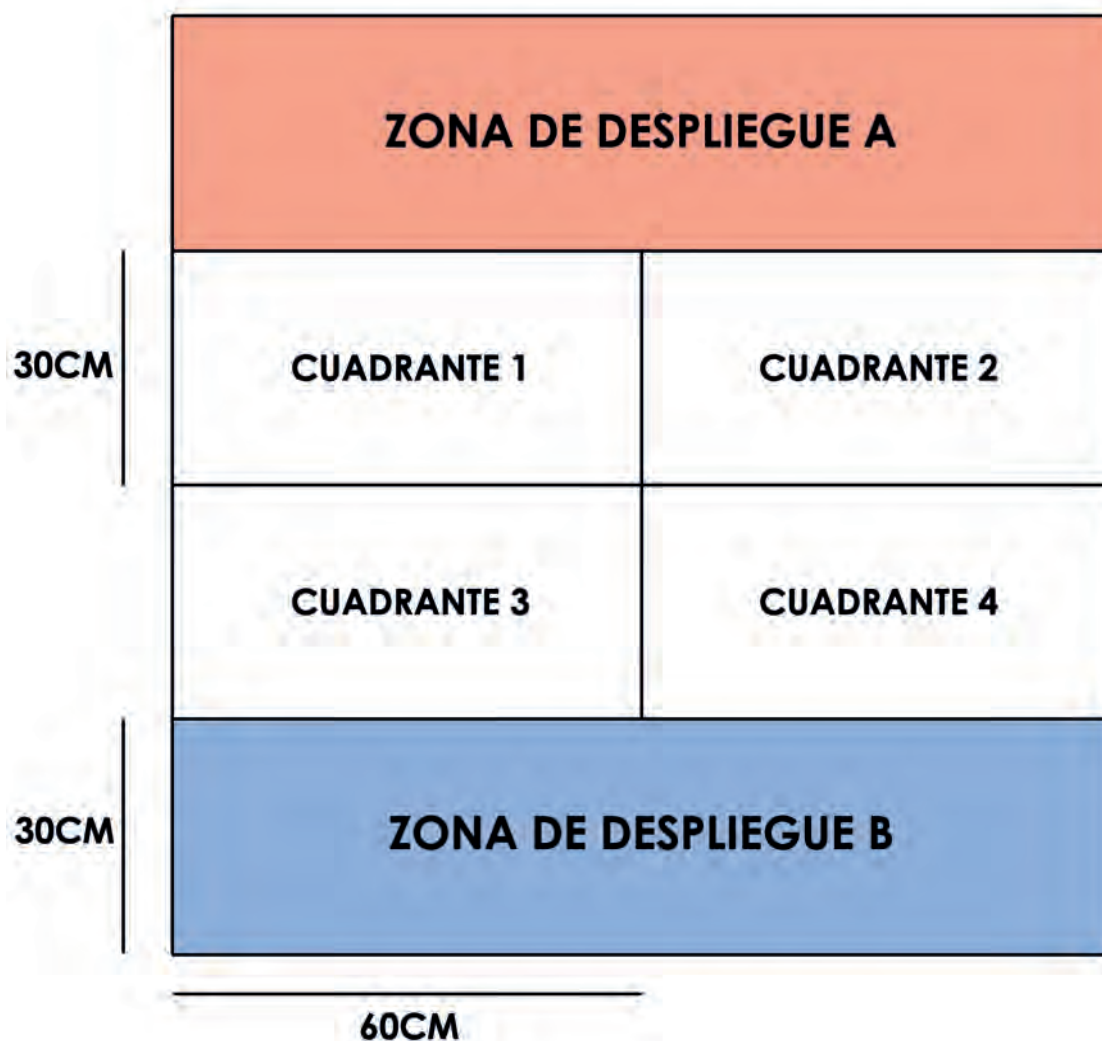 ZONA DE DESPLIEGUE A
30CM
CUADRANTE 1
CUADRANTE 2
CUADRANTE 3
CUADRANTE 4
30CM
ZONA DE DESPLIEGUE B
60CM